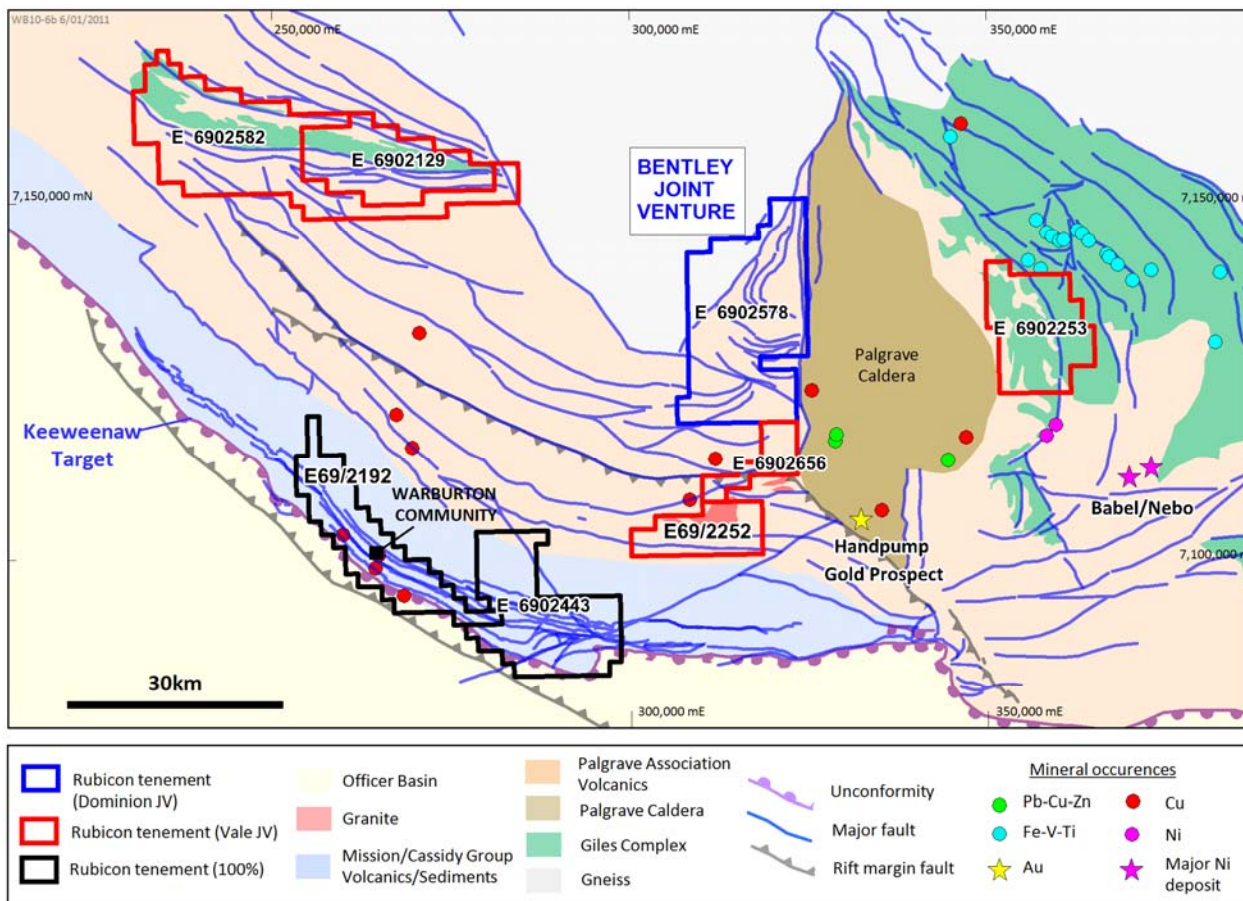 WB10-6b 6/01/2011
250,000 mE
300,000 mE
350,000 mE
E 6902582
E 6902129
BENTLEY
JOINT
VENTURE
7,150,000 mN
7,150,000 mN
E 6902578
E 6902253
Palgrave
Caldera
Keeweenaw
Target
E69/2192
WARBURTON
COMMUNITY
E 6902656
E69/2252
Babel/Nebo
Handpump
Gold Prospect
7,100,000 mN
E 6902443
30km
300,000 mE
350,000 mE
Rubicon tenement
(Dominion JV)
Rubicon tenement (Vale JV)
Rubicon tenement (100%)
Officer Basin
Granite
Mission/Cassidy Group
Volcanics/Sediments
Palgrave Association
Volcanics
Palgrave Caldera
Giles Complex
Gneiss
Unconformity
Major fault
Rift margin fault
Mineral occurences
Pb-Cu-Zn
Fe-V-Ti
Au
Cu
Ni
Major Ni
deposit